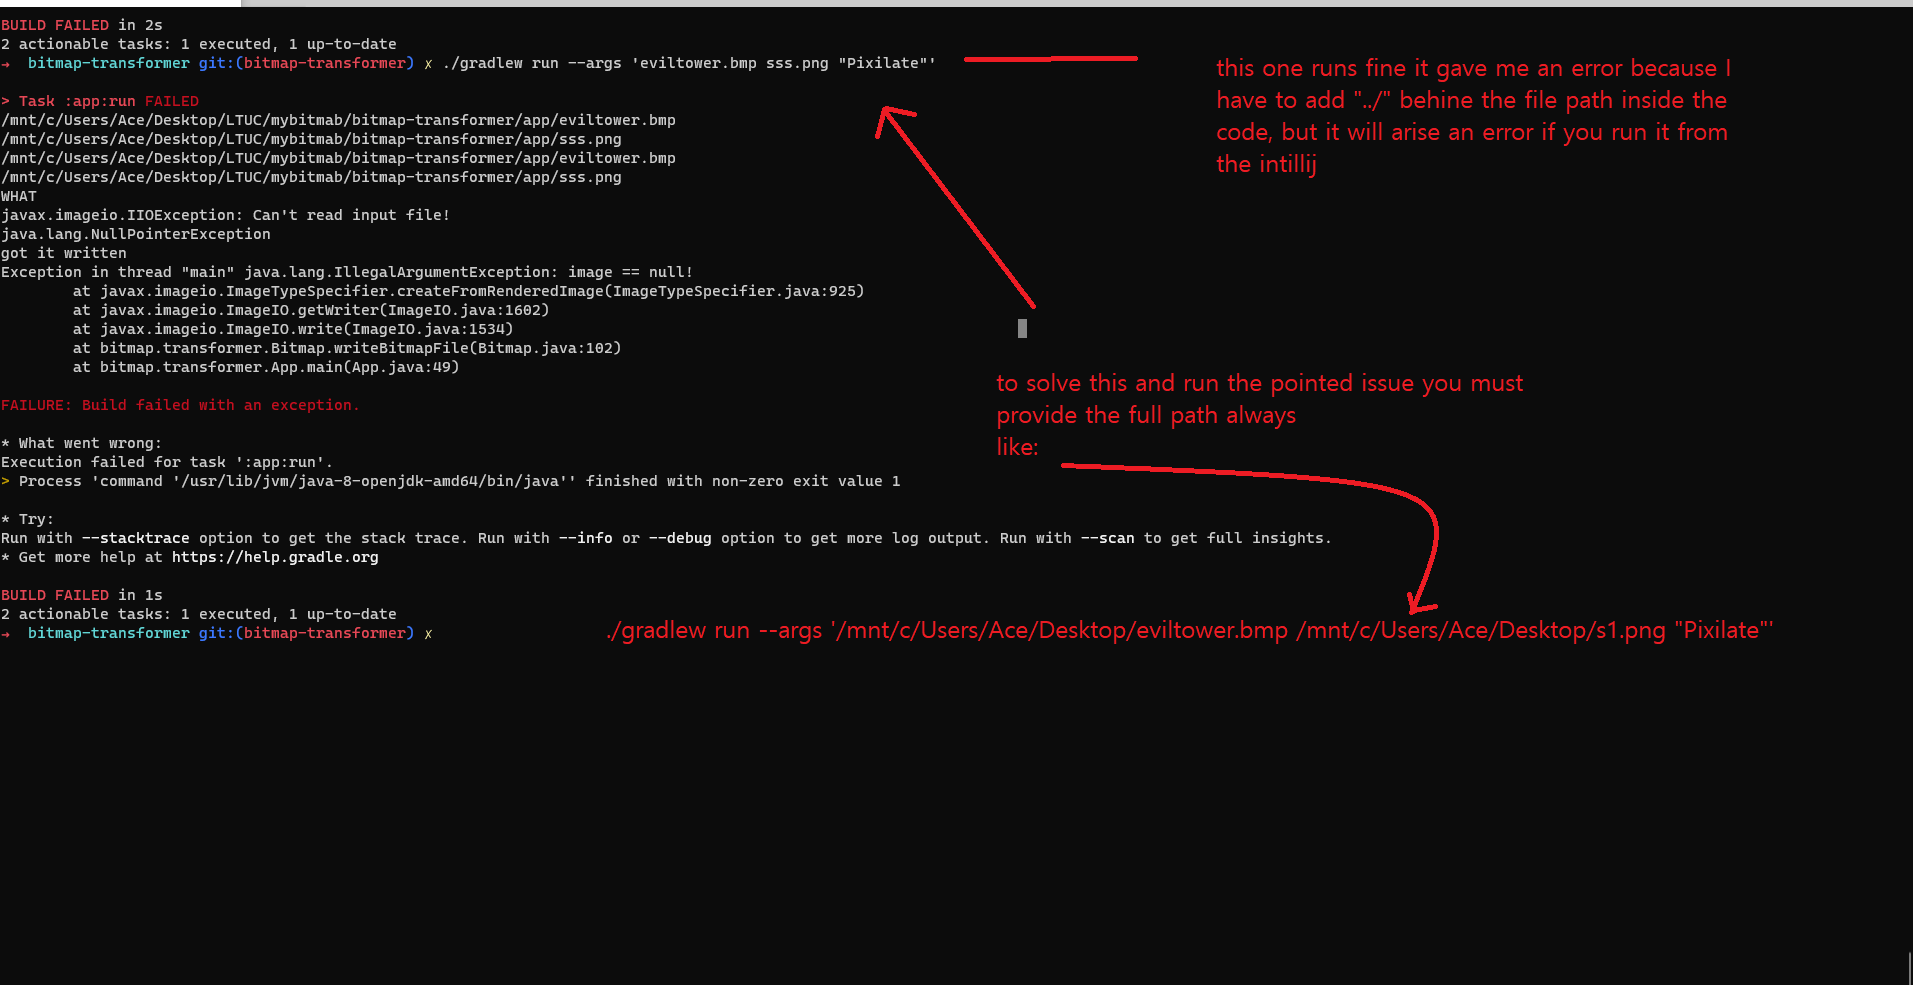 BUILD FAILED in 2s
2 actionable tasks: 1 executed, 1 up-to-date
→ bitmap-transformer git:(bitmap-transformer) ✗ ./gradlew run --args 'eviltower.bmp sss.png "Pixilate"'
this one runs fine it gave me an error because I
have to add "../" behine the file path inside the
code, but it will arise an error if you run it from
the intillij
> Task :app:run FAILED
/mnt/c/Users/Ace/Desktop/LTUC/mybitmab/bitmap-transformer/app/eviltower.bmp
/mnt/c/Users/Ace/Desktop/LTUC/mybitmab/bitmap-transformer/app/sss.png
/mnt/c/Users/Ace/Desktop/LTUC/mybitmab/bitmap-transformer/app/eviltower.bmp
/mnt/c/Users/Ace/Desktop/LTUC/mybitmab/bitmap-transformer/app/sss.png
WHAT
javax.imageio.IIOException: Can't read input file!
java.lang.NullPointerException
got it written
Exception in thread "main" java.lang.IllegalArgumentException: image == null!
at javax.imageio.ImageTypeSpecifier.createFromRenderedImage(ImageTypeSpecifier.java:925)
at javax.imageio.ImageIO.getWriter(ImageIO.java:1602)
at javax.imageio.ImageIO.write(ImageIO.java:1534)
at bitmap.transformer.Bitmap.writeBitmapFile(Bitmap.java:102)
at bitmap.transformer.App.main(App.java:49)
to solve this and run the pointed issue you must
provide the full path always
like:
FAILURE: Build failed with an exception.
* What went wrong:
Execution failed for task ':app:run'.
> Process 'command '/usr/lib/jvm/java-8-openjdk-amd64/bin/java'' finished with non-zero exit value 1
* Try:
Run with --stacktrace option to get the stack trace. Run with --info or --debug option to get more log output. Run with --scan to get full insights.
* Get more help at https://help.gradle.org
BUILD FAILED in 1s
2 actionable tasks: 1 executed, 1 up-to-date
→ bitmap-transformer git:(bitmap-transformer) ✗
./gradlew run --args '/mnt/c/Users/Ace/Desktop/eviltower.bmp /mnt/c/Users/Ace/Desktop/s1.png "Pixilate"'